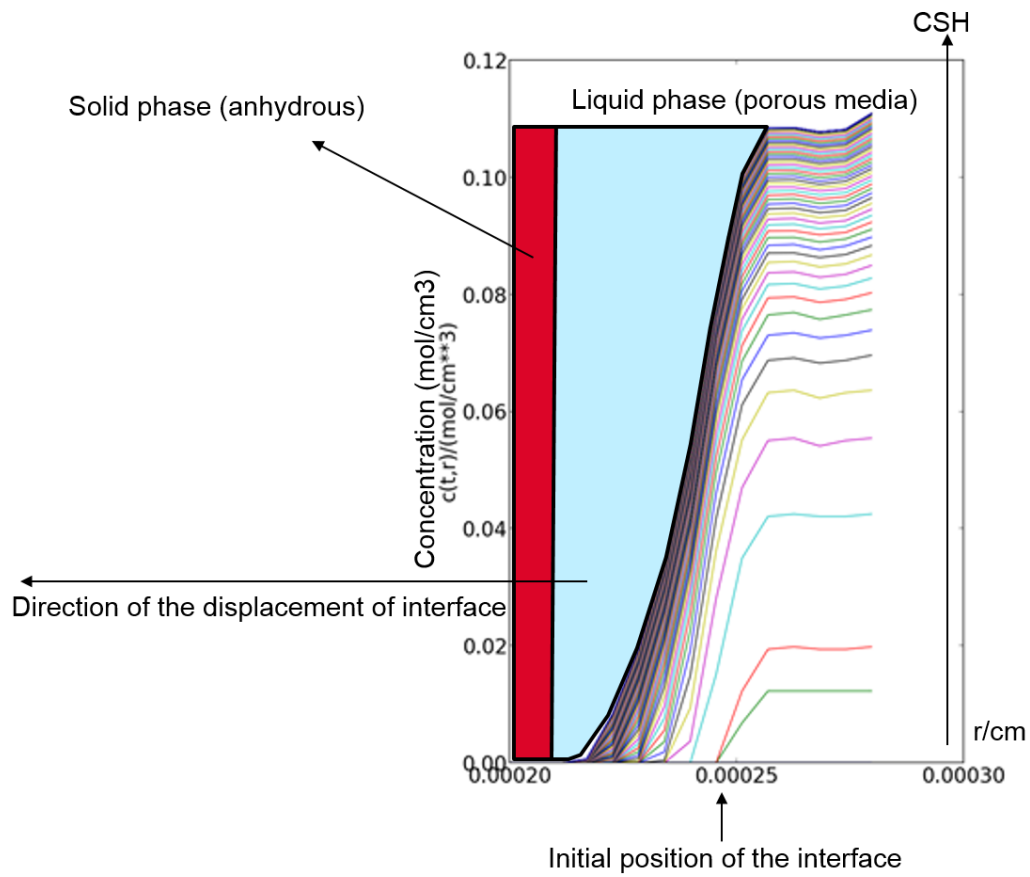 CSH
0.12
Solid phase (anhydrous)
Liquid phase (porous media)
0.10
0.08
Concentration (mol/cm3)
c(t,r)/(mol/cm**3)
0.06
0.04
Direction of the displacement of interface
0.02
r/cm
0.00
0.00020
0.00025
0.00030
Initial position of the interface